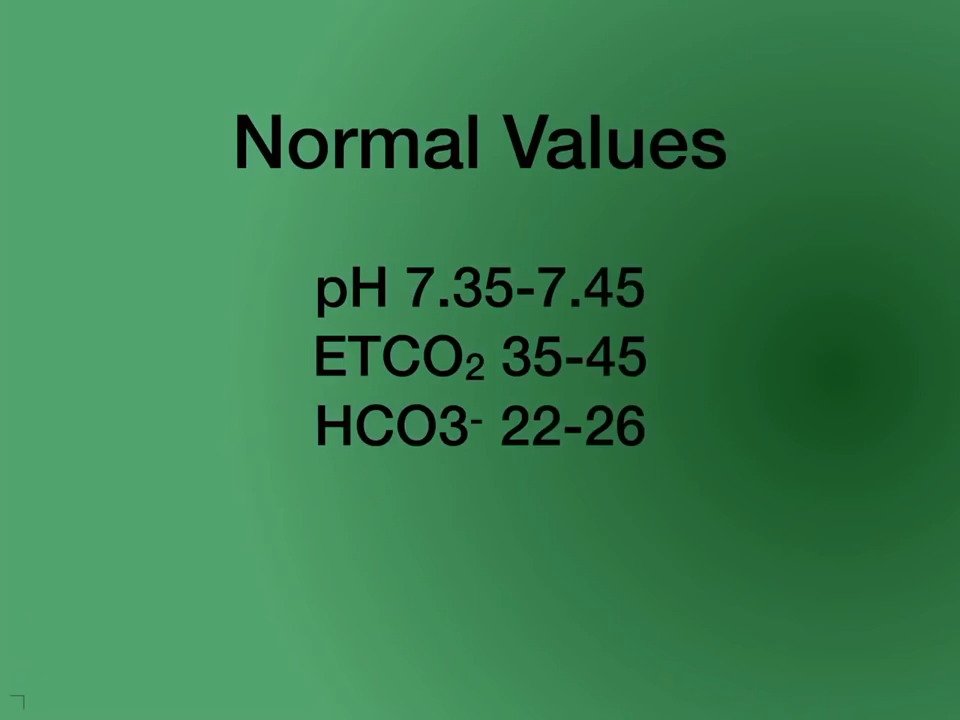 Normal Values
pH 7.35-7.45
ETCO₂ 35-45
HCO3⁻ 22-26